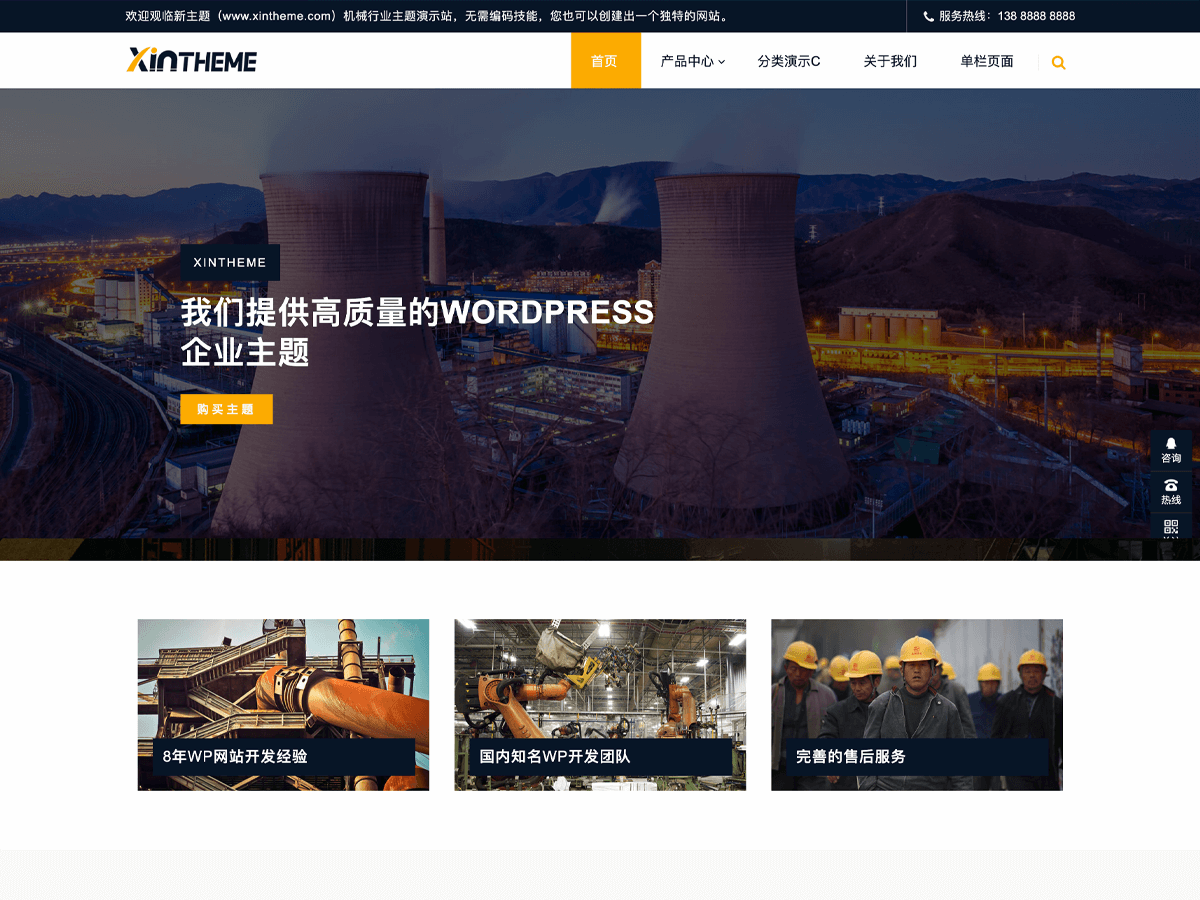 欢迎观临新主题（www.xintheme.com）机械行业主题演示站，无需编码技能，您也可以创建出一个独特的网站。
服务热线：138 8888 8888
XinTHEME
首页
产品中心
分类演示C
关于我们
单栏页面
XINTHEME
我们提供高质量的WORDPRESS
企业主题
购买主题
咨询
热线
8年WP网站开发经验
国内知名WP开发团队
完善的售后服务